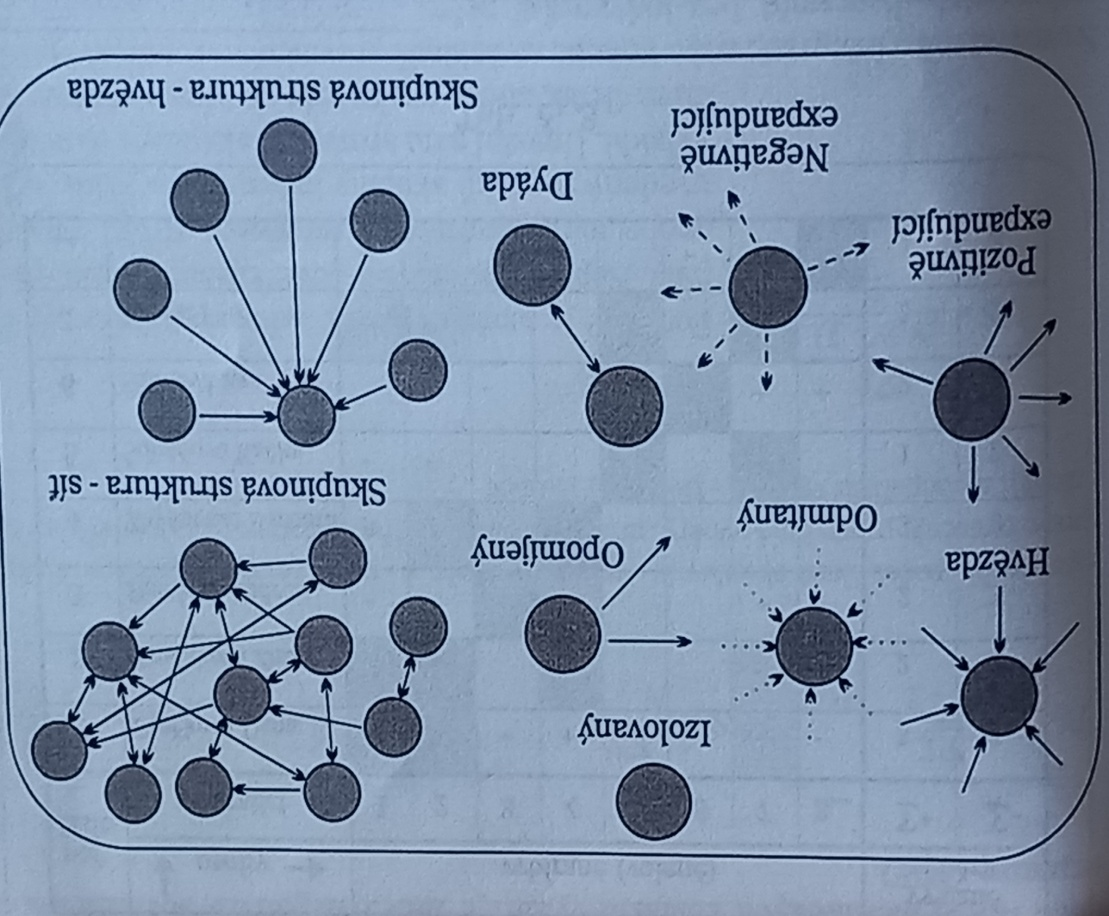 Izolovaný
Hvězda
Odmítaný
Opomíjený
Skupinová struktura - síť
Pozitivně
expandující
Negativně
expandující
Dyáda
Skupinová struktura - hvězda